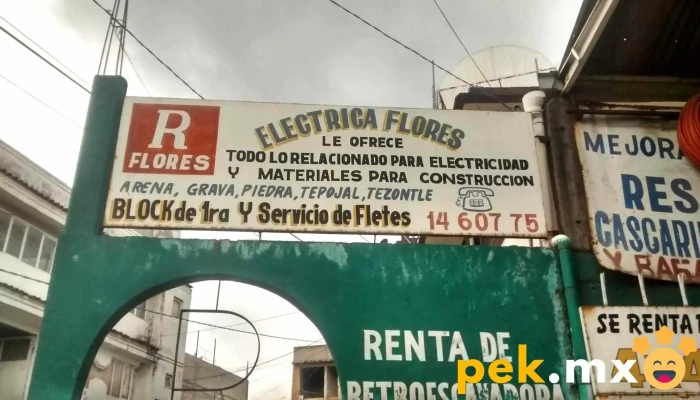 R
FLORES
ELECTRICA FLORES
LE OFRECE
TODO LO RELACIONADO PARA ELECTRICIDAD
Y MATERIALES PARA CONSTRUCCION
ARENA, GRAVA, PIEDRA, TEPOJAL, TEZONTLE
BLOCK de 1ra Y Servicio de Fletes 14 607 75
MEJORA
RES
CASCARI
Y BARA
SE RENTA
RENTA DE
RETROESCAVADORA
pek.mx